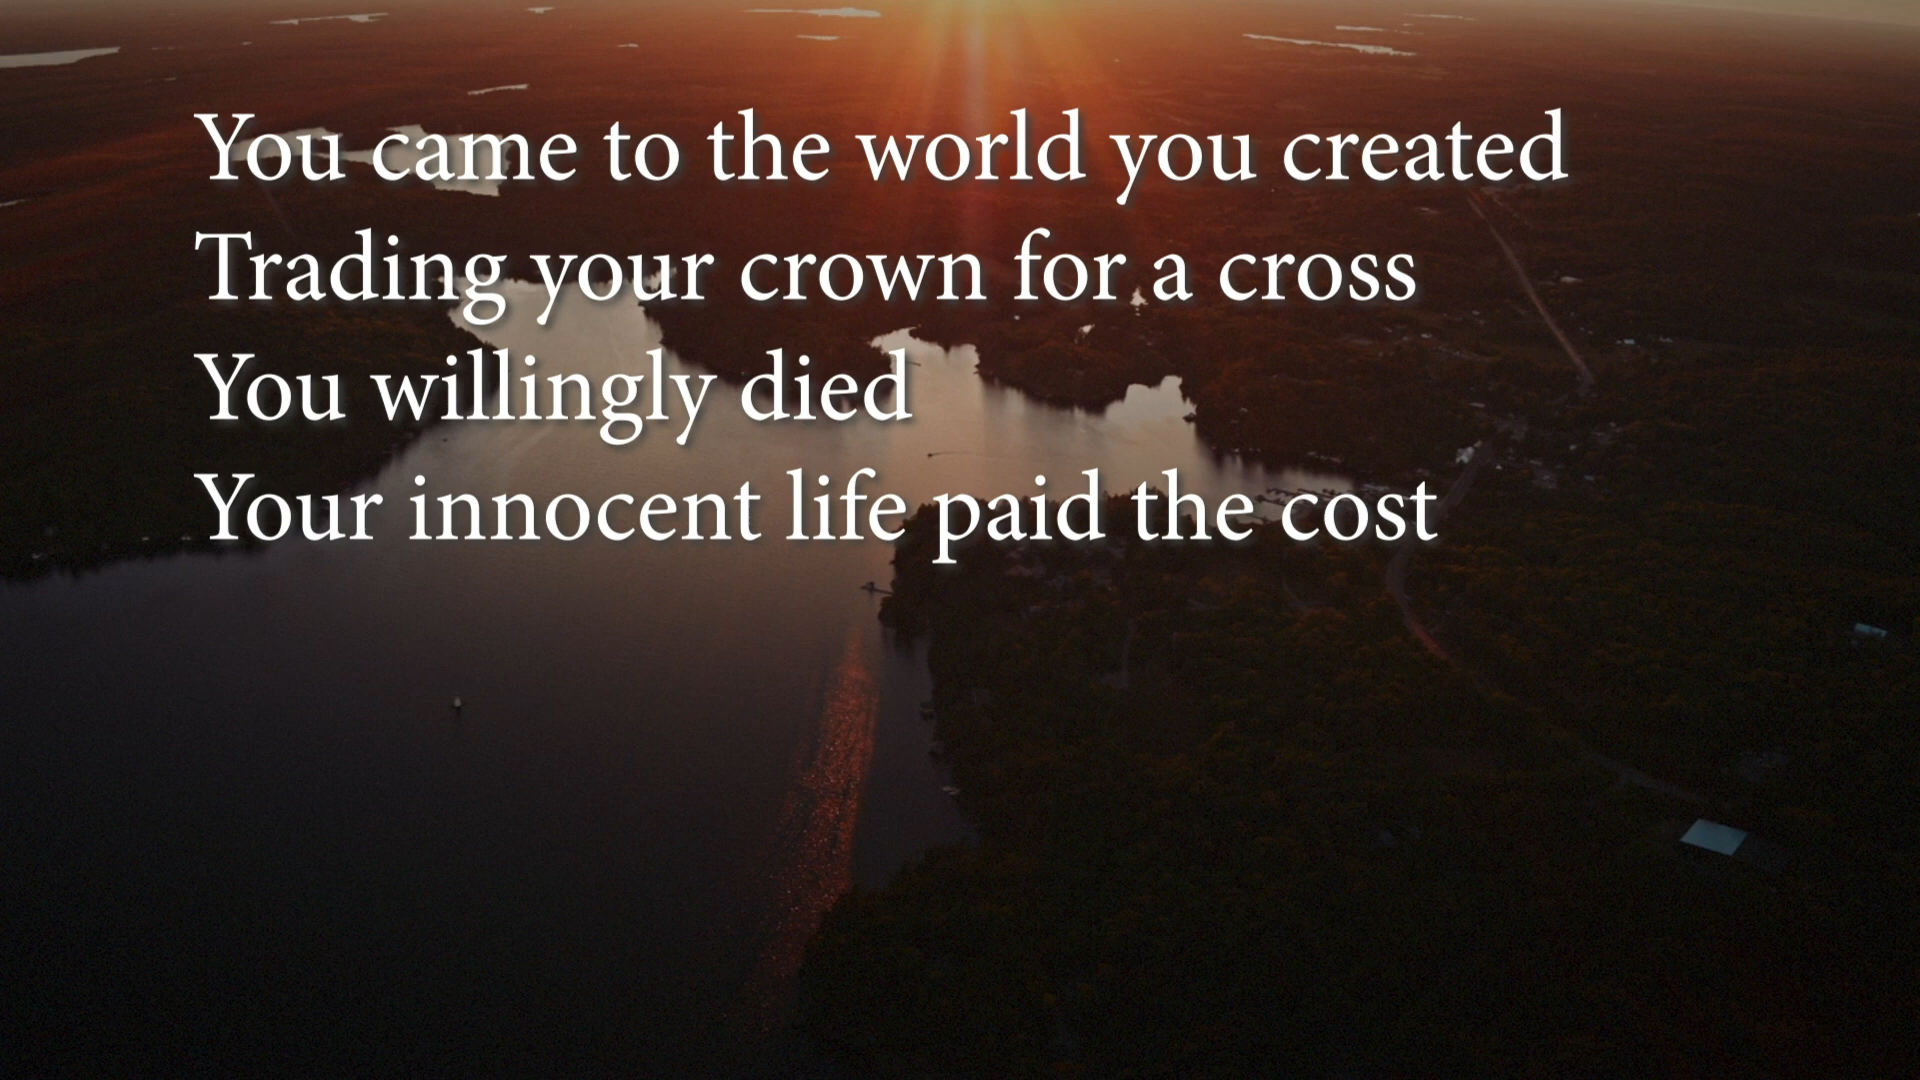 You came to the world you created
Trading your crown for a cross
You willingly died
Your innocent life paid the cost